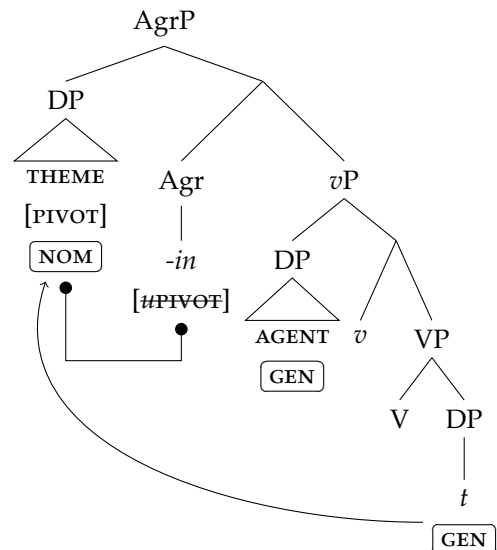 AgrP
DP
THEME
[PIVOT]
NOM
Agr
-in
[uPIVOT]
vP
DP
AGENT
GEN
v
VP
V
DP
t
GEN